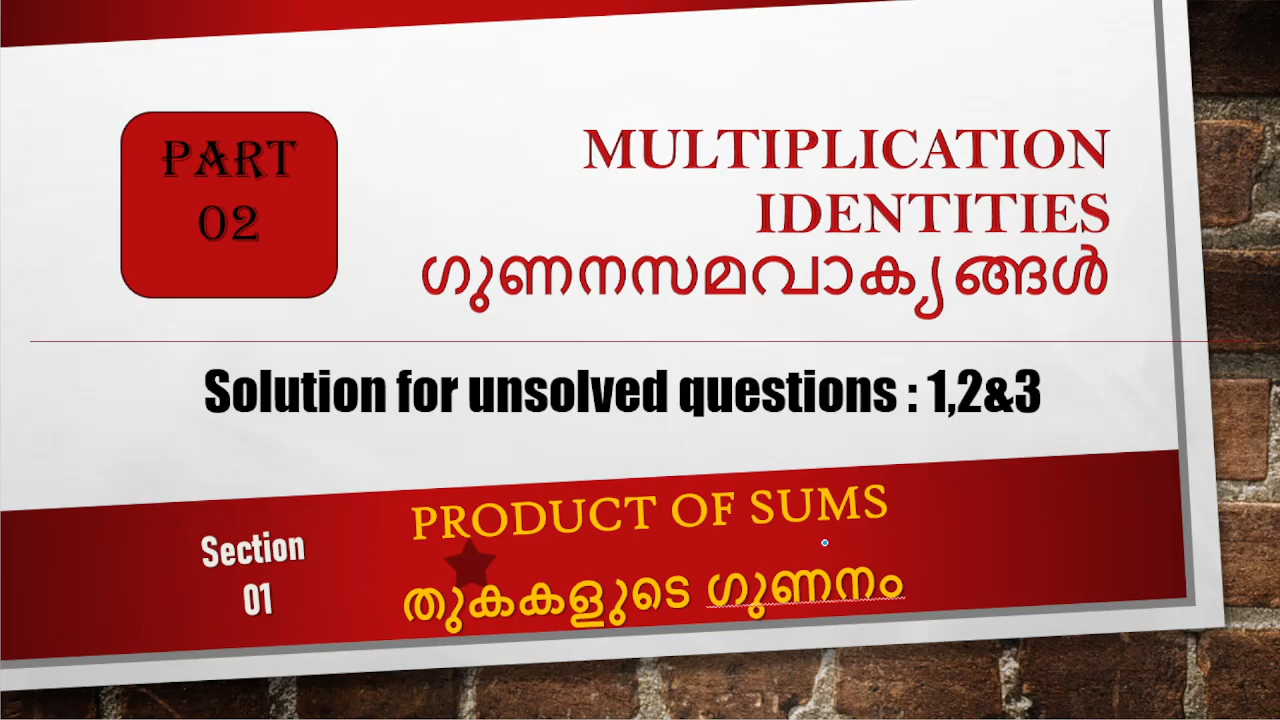 PART
02
MULTIPLICATION
IDENTITIES
ഗുണനസമവാക്യങ്ങൾ
Solution for unsolved questions : 1,2&3
Section
01
PRODUCT OF SUMS
തുകകളുടെ ഗുണനം